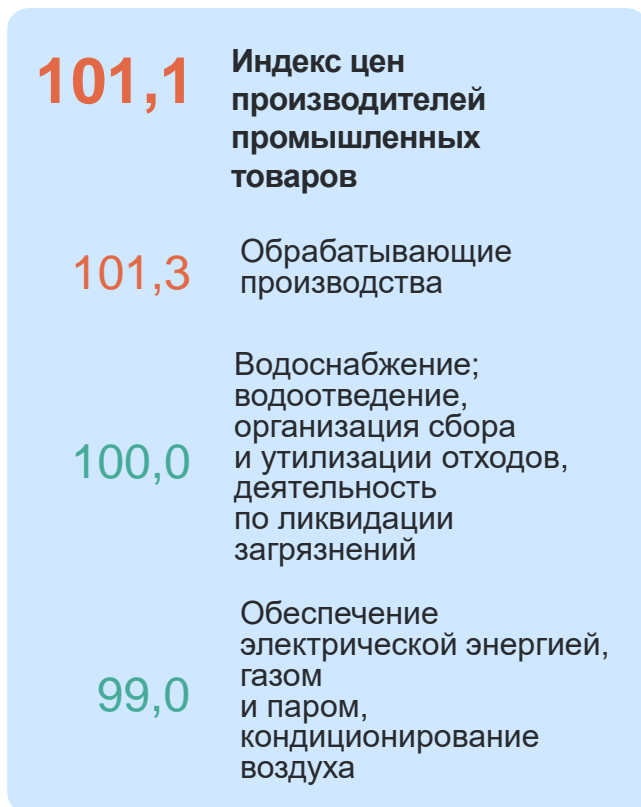 101,1
Индекс цен
производителей
промышленных
товаров
101,3
Обрабатывающие
производства
100,0
Водоснабжение;
водоотведение,
организация сбора
и утилизации отходов,
деятельность
по ликвидации
загрязнений
99,0
Обеспечение
электрической энергией,
газом
и паром,
кондиционирование
воздуха